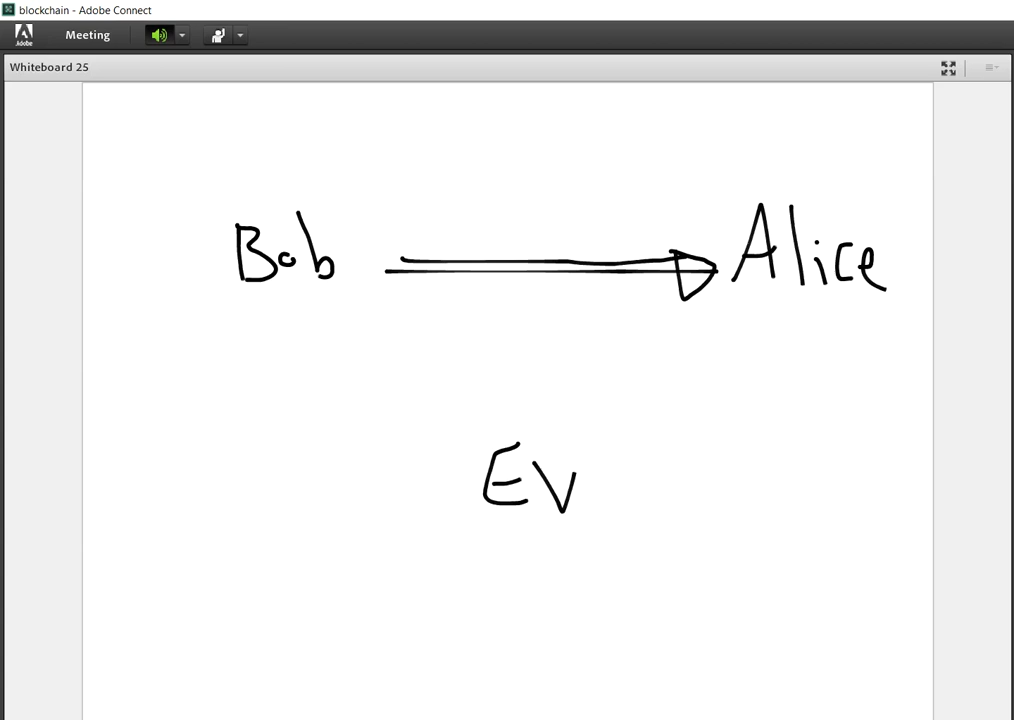 blockchain - Adobe Connect
Adobe
Meeting
Whiteboard 25
Bob
Alice
Ev